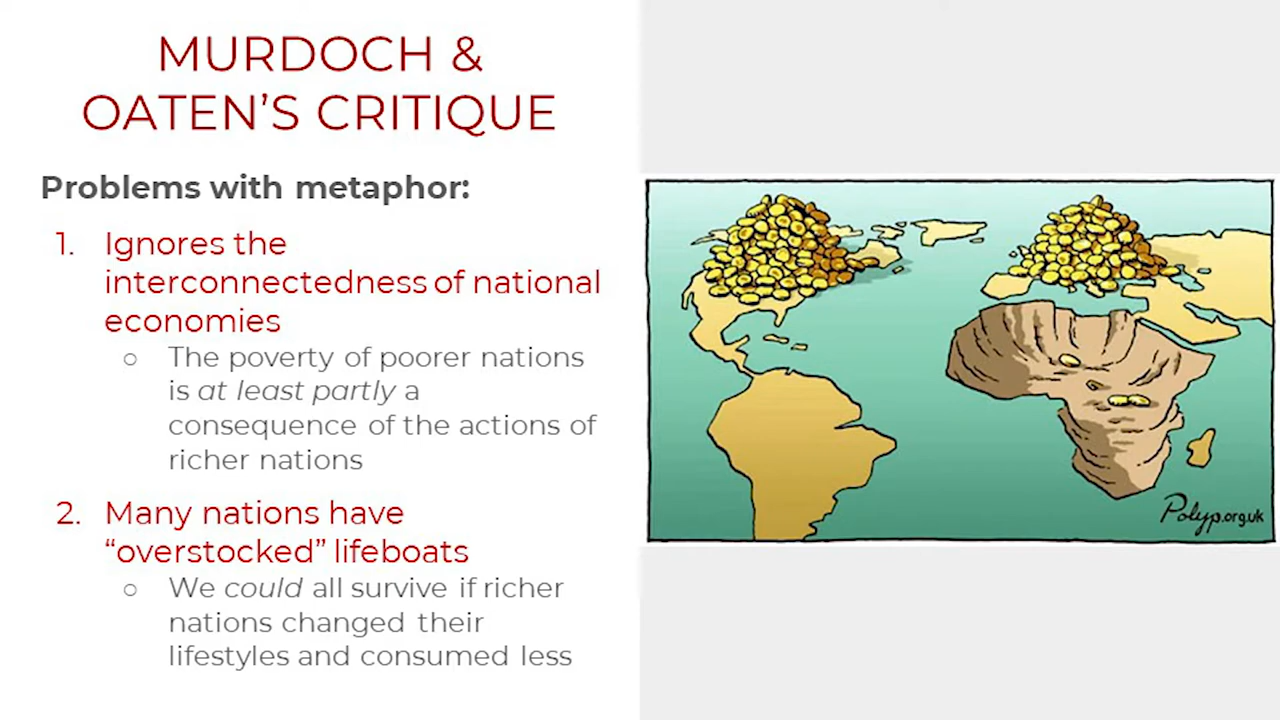 MURDOCH &
OATEN'S CRITIQUE
Problems with metaphor:
1. Ignores the
interconnectedness of national
economies
○ The poverty of poorer nations
is at least partly a
consequence of the actions of
richer nations
2. Many nations have
“overstocked” lifeboats
○ We could all survive if richer
nations changed their
lifestyles and consumed less
Polyp.org.uk